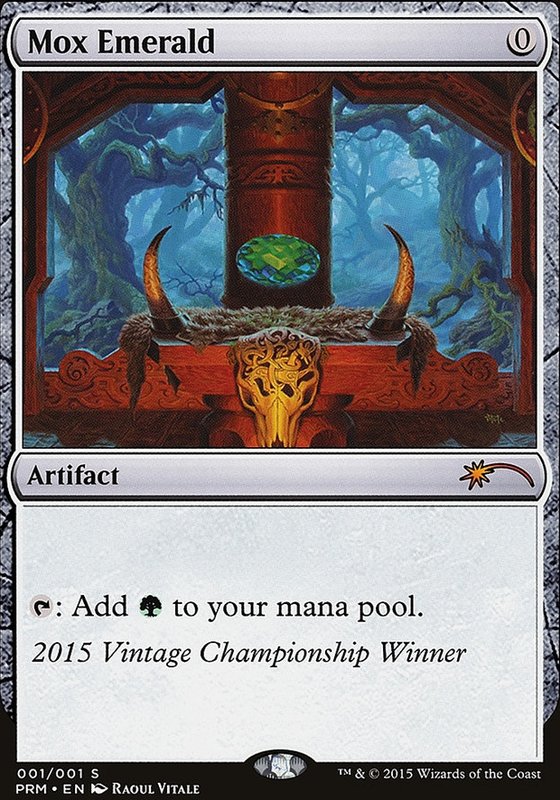 Mox Emerald 0
Artifact
: Add to your mana pool.
2015 Vintage Championship Winner
001/001 S
PRM • EN Raoul Vitale
™ & © 2015 Wizards of the Coast